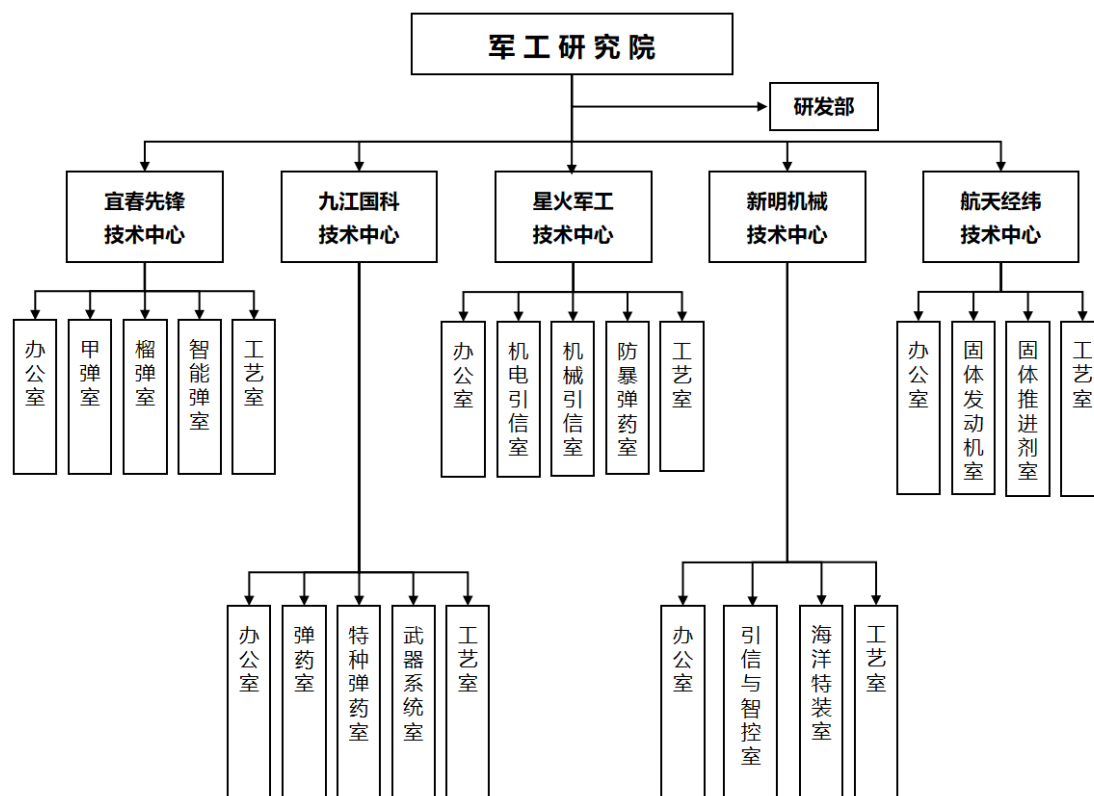 军工研究院
研发部
宜春先锋
技术中心
九江国科
技术中心
星火军工
技术中心
新明机械
技术中心
航天经纬
技术中心
办公室
甲弹室
榴弹室
智能弹室
工艺室
办公室
机电引信室
机械引信室
防暴弹药室
工艺室
办公室
固体发动机室
固体推进剂室
工艺室
办公室
弹药室
特种弹药室
武器系统室
工艺室
办公室
引信与智控室
海洋特装室
工艺室